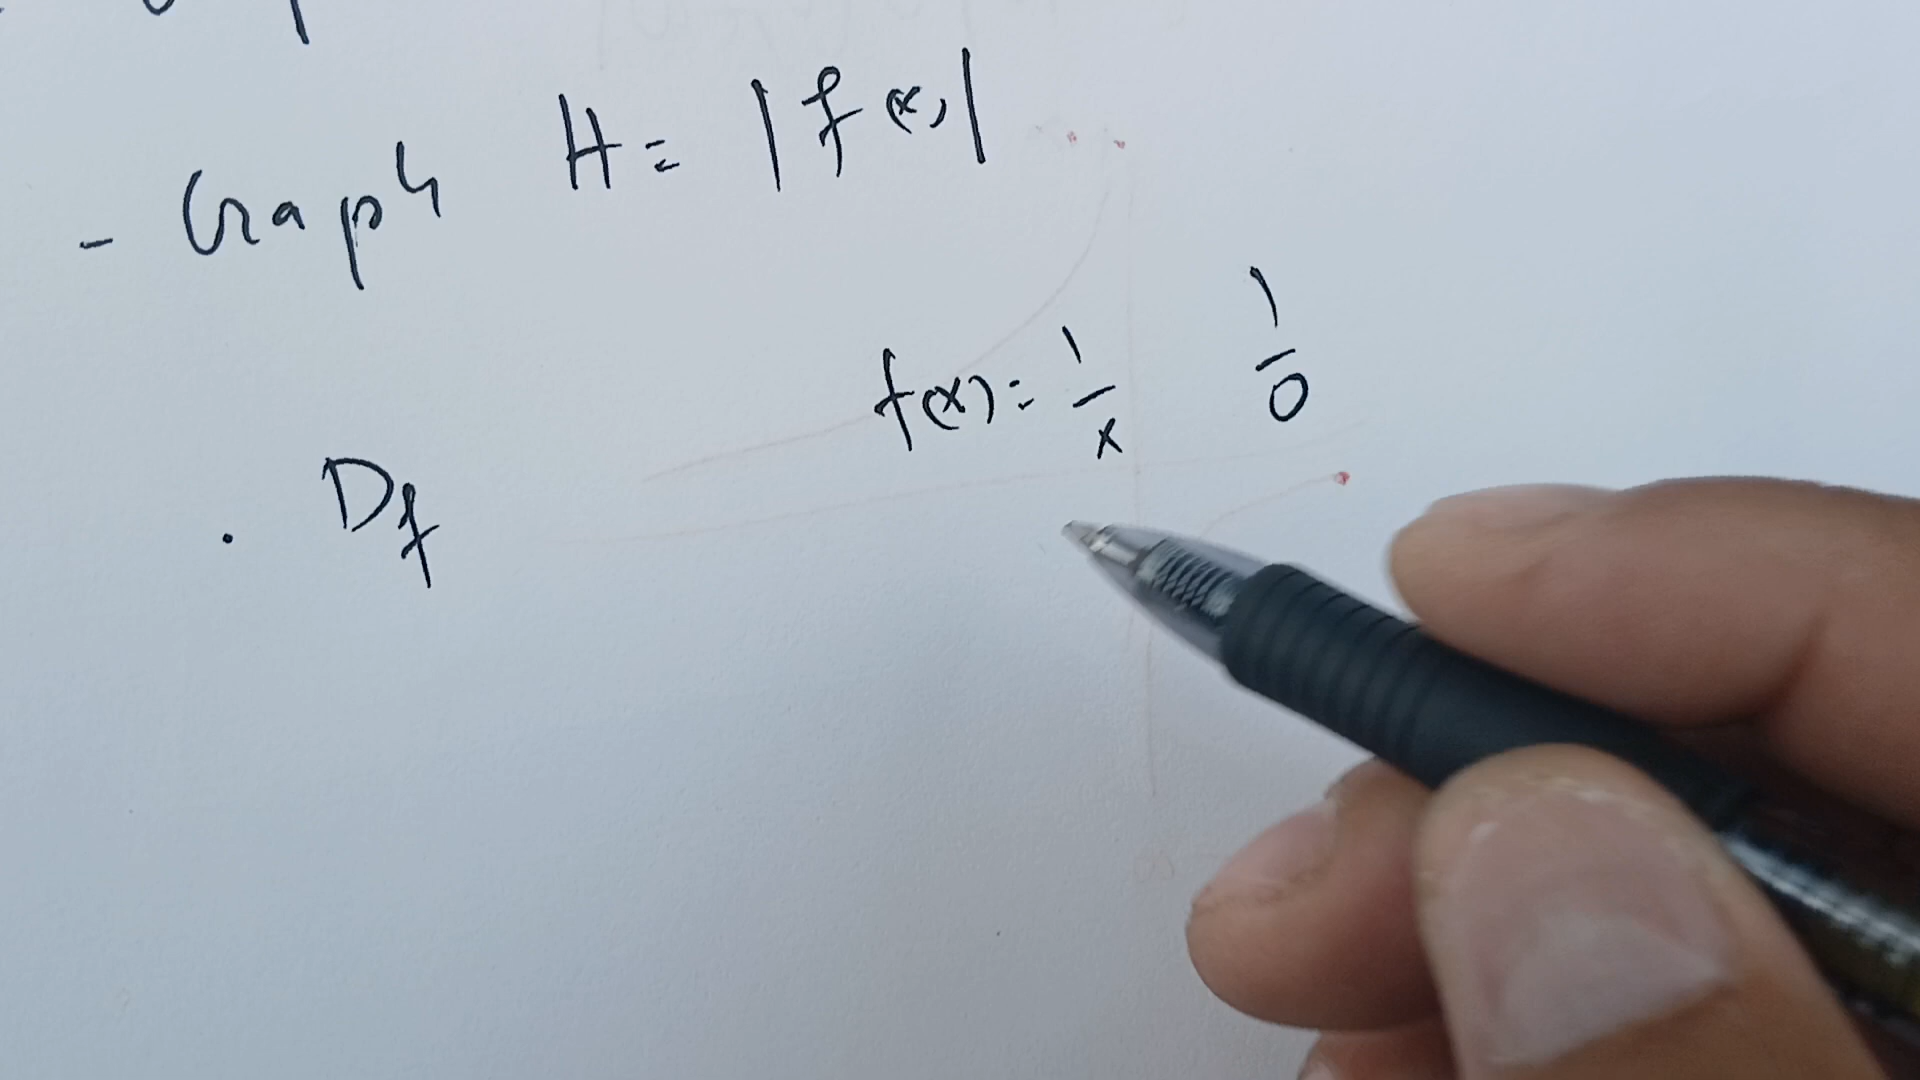 - Graph H = |f(x)|
f(x) = 1/x 1/0
. Df